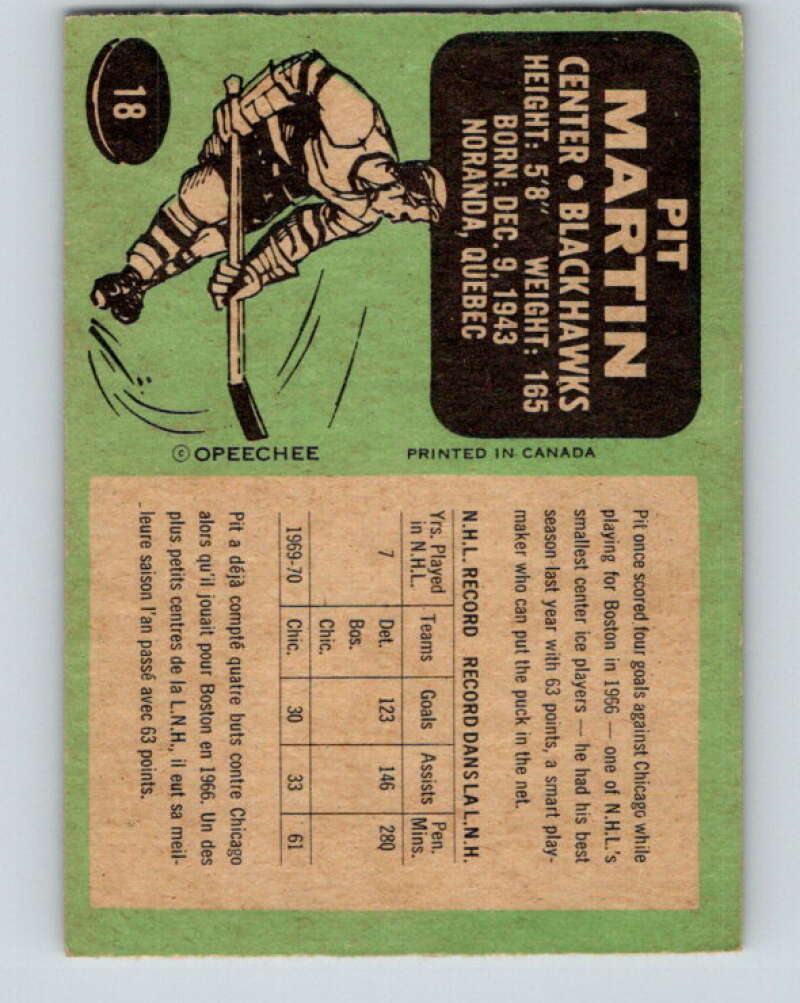 18
PIT
MARTIN
CENTER • BLACK HAWKS
HEIGHT: 5'8" WEIGHT: 165
BORN: DEC. 9, 1943
NORANDA, QUEBEC
© OPEECHEE
PRINTED IN CANADA
Pit once scored four goals against Chicago while
playing for Boston in 1966 — one of N.H.L.'s
smallest center ice players — he had his best
season last year with 63 points, a smart play-
maker who can put the puck in the net.
N.H.L. RECORD RECORD DANS LA L.N.H.
Yrs. Played in N.H.L. Teams Goals Assists Pen. Mins.
7 Det. 123 146 280
Bos.
Chic.
1969-70 Chic. 30 33 61
Pit a déjà compté quatre buts contre Chicago
alors qu'il jouait pour Boston en 1966. Un des
plus petits centres de la L.N.H., il eut sa meil-
leure saison l'an passé avec 63 points.